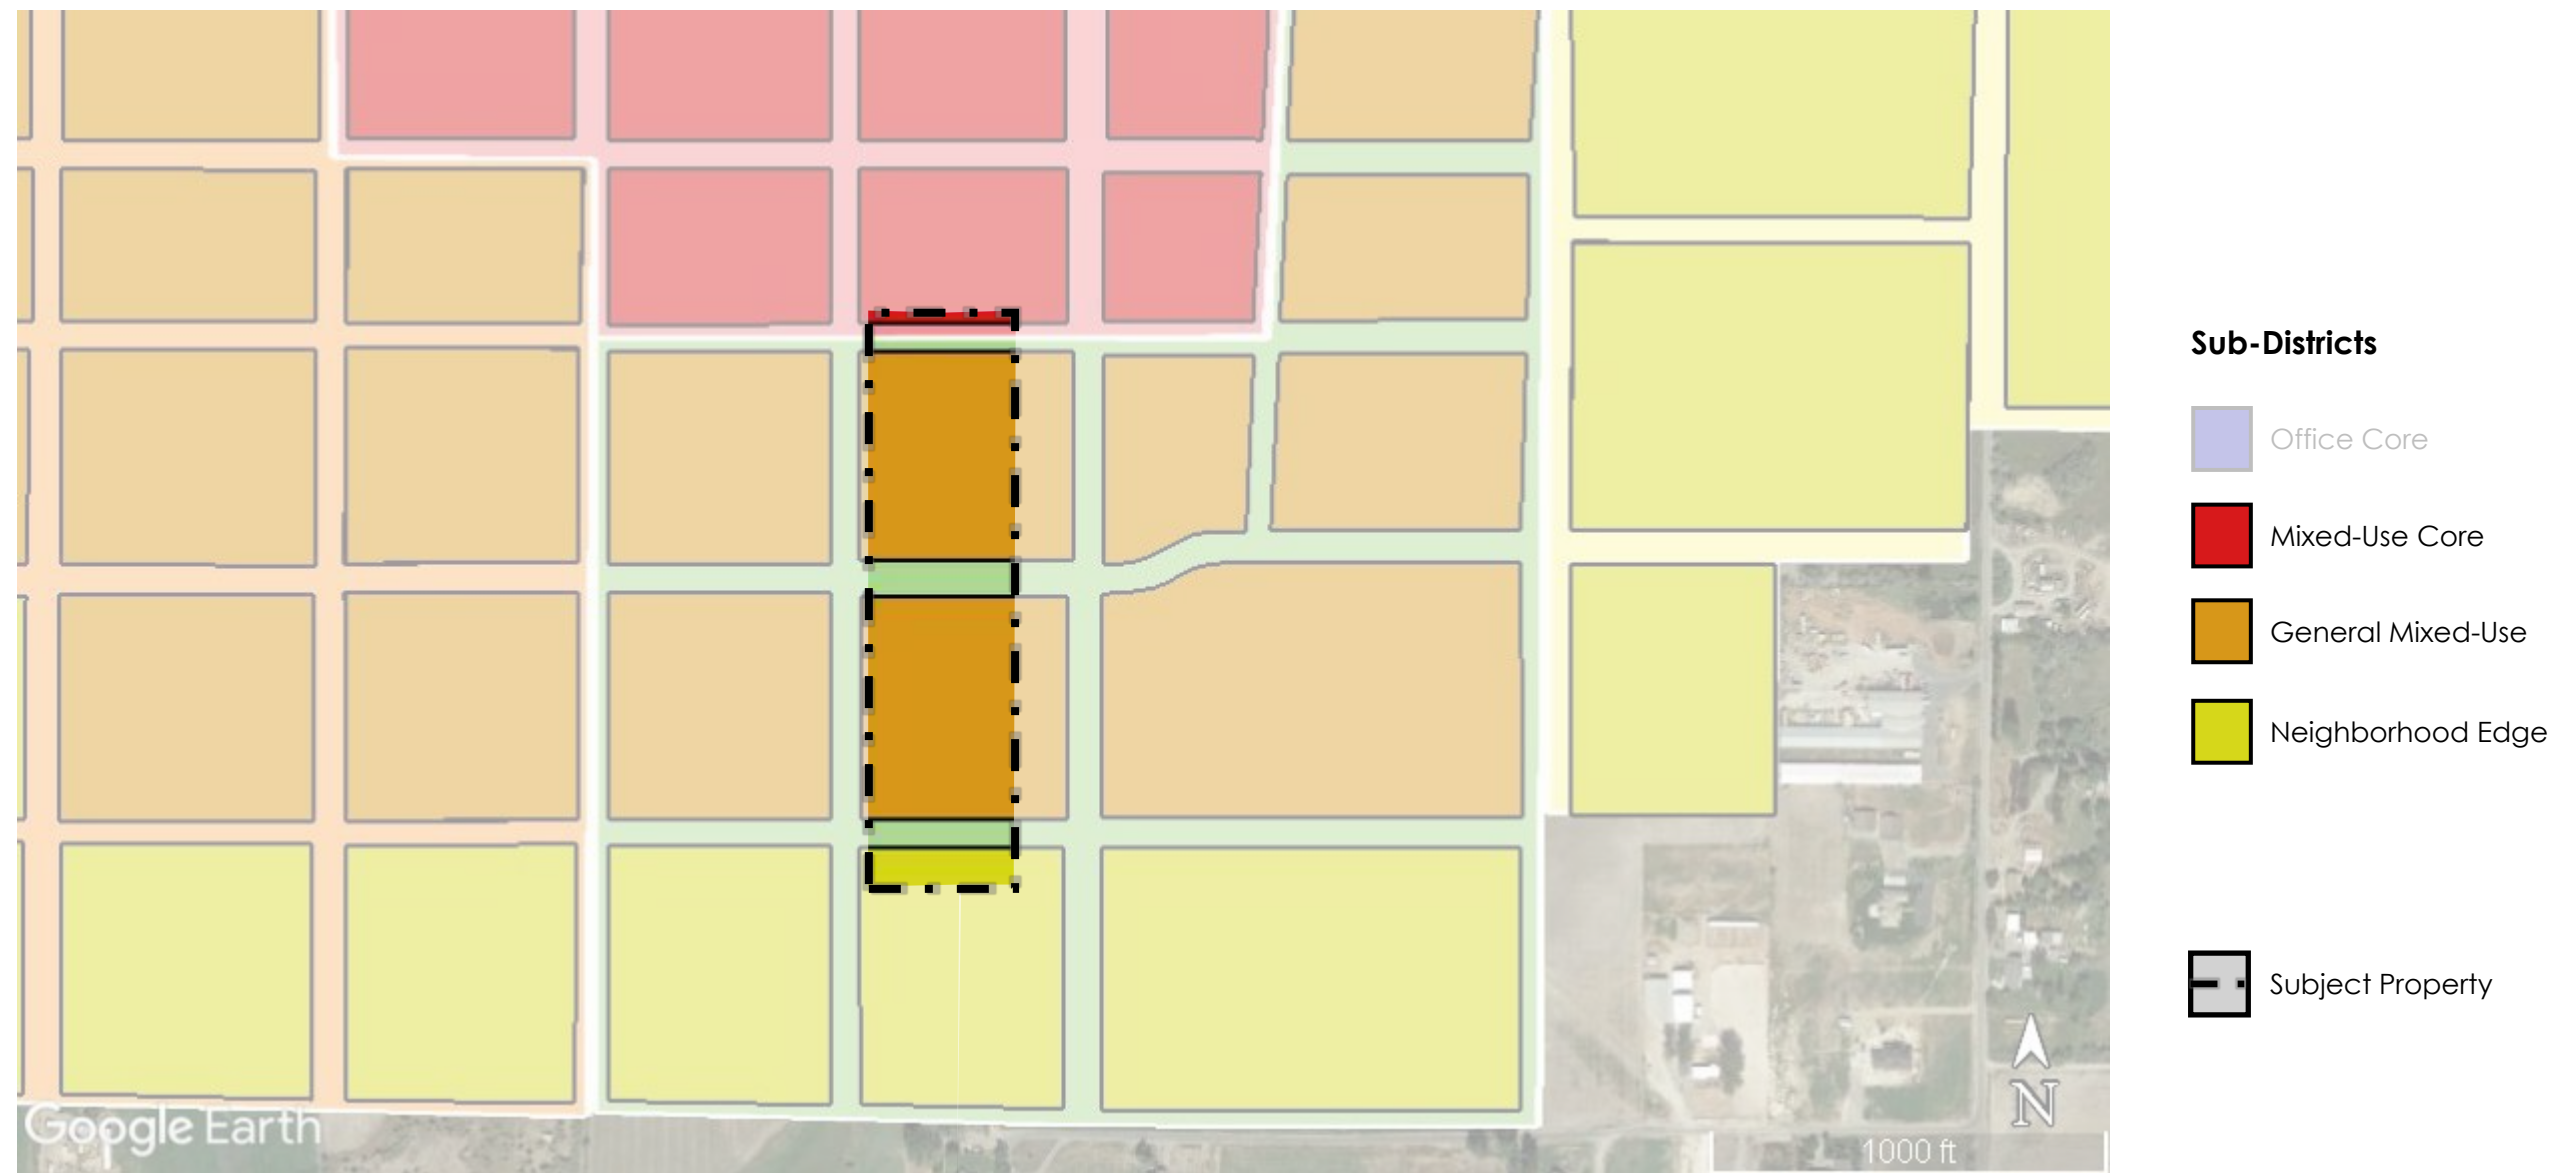 Sub-Districts
Office Core
Mixed-Use Core
General Mixed-Use
Neighborhood Edge
Subject Property
N
Google Earth
1000 ft